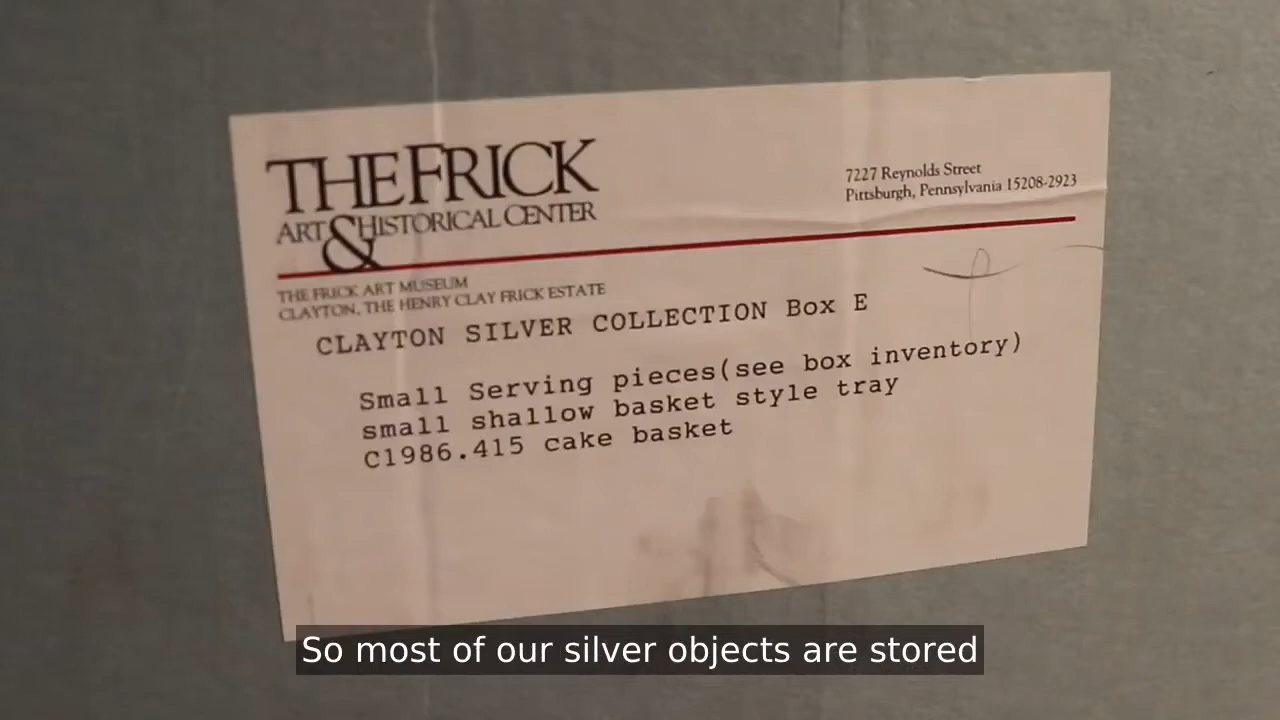 THE FRICK
ART & HISTORICAL CENTER
7227 Reynolds Street
Pittsburgh, Pennsylvania 15208-2923
THE FRICK ART MUSEUM
CLAYTON, THE HENRY CLAY FRICK ESTATE
CLAYTON SILVER COLLECTION Box E
Small Serving pieces(see box inventory)
small shallow basket style tray
C1986.415 cake basket
So most of our silver objects are stored